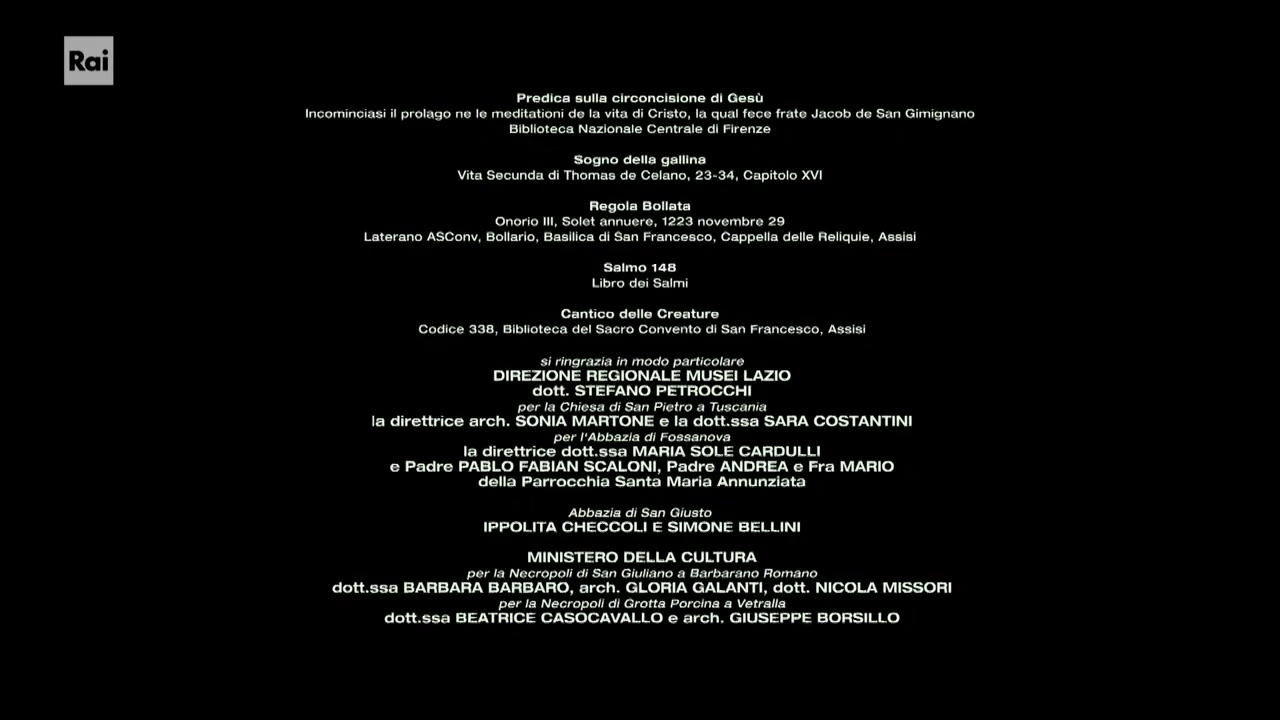 Rai
Predica sulla circoncisione di Gesù
Incominciasi il prologo ne le meditationi de la vita di Cristo, la qual fece frate Jacob de San Gimignano
Biblioteca Nazionale Centrale di Firenze
Sogno della gallina
Vita Secunda di Thomas de Celano, 23-34, Capitolo XVI
Regola Bollata
Onorio III, Solet annuere, 1223 novembre 29
Laterano ASConv, Bollario, Basilica di San Francesco, Cappella delle Reliquie, Assisi
Salmo 148
Libro dei Salmi
Cantico delle Creature
Codice 338, Biblioteca del Sacro Convento di San Francesco, Assisi
si ringrazia in modo particolare
DIREZIONE REGIONALE MUSEI LAZIO
dott. STEFANO PETROCCHI
per la Chiesa di San Pietro a Tuscania
la direttrice arch. SONIA MARTONE e la dott.ssa SARA COSTANTINI
per l'Abbazia di Fossanova
la direttrice dott.ssa MARIA SOLE CARDULLI
e Padre PABLO FABIAN SCALONI, Padre ANDREA e Fra MARIO
della Parrocchia Santa Maria Annunziata
Abbazia di San Giusto
IPPOLITA CHECCOLI E SIMONE BELLINI
MINISTERO DELLA CULTURA
per la Necropoli di San Giuliano a Barbarano Romano
dott.ssa BARBARA BARBARO, arch. GLORIA GALANTI, dott. NICOLA MISSORI
per la Necropoli di Grotta Porcina a Vetralla
dott.ssa BEATRICE CASOCAVALLO e arch. GIUSEPPE BORSILLO